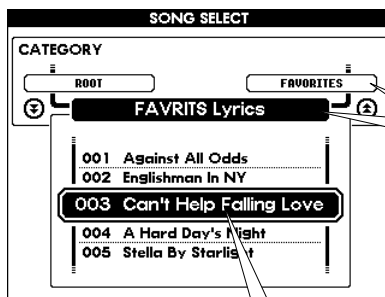 SONG SELECT
CATEGORY
ROOT
FAVORITES
FAVRITS Lyrics
001 Against All Odds
002 Englishman In NY
003 Can't Help Falling Love
004 A Hard Day's Night
005 Stella By Starlight